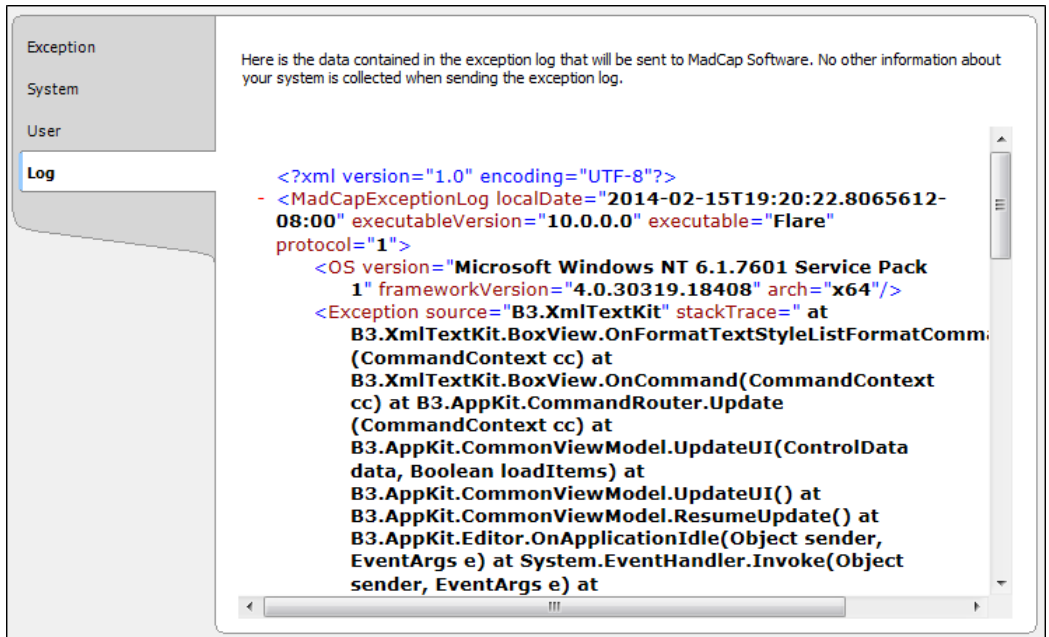 Exception
System
User
Log
Here is the data contained in the exception log that will be sent to MadCap Software. No other information about
your system is collected when sending the exception log.
<?xml version="1.0" encoding="UTF-8"?>
- <MadCapExceptionLog localDate="2014-02-15T19:20:22.8065612-
08:00" executableVersion="10.0.0.0" executable="Flare"
protocol="1">
<OS version="Microsoft Windows NT 6.1.7601 Service Pack
1" frameworkVersion="4.0.30319.18408" arch="x64"/>
<Exception source="B3.XmlTextKit" stackTrace=" at
B3.XmlTextKit.BoxView.OnFormatTextStyleListFormatComm
(CommandContext cc) at
B3.XmlTextKit.BoxView.OnCommand(CommandContext
cc) at B3.AppKit.CommandRouter.Update
(CommandContext cc) at
B3.AppKit.CommonViewModel.UpdateUI(ControlData
data, Boolean loadItems) at
B3.AppKit.CommonViewModel.UpdateUI() at
B3.AppKit.CommonViewModel.ResumeUpdate() at
B3.AppKit.Editor.OnApplicationIdle(Object sender,
EventArgs e) at System.EventHandler.Invoke(Object
sender, EventArgs e) at